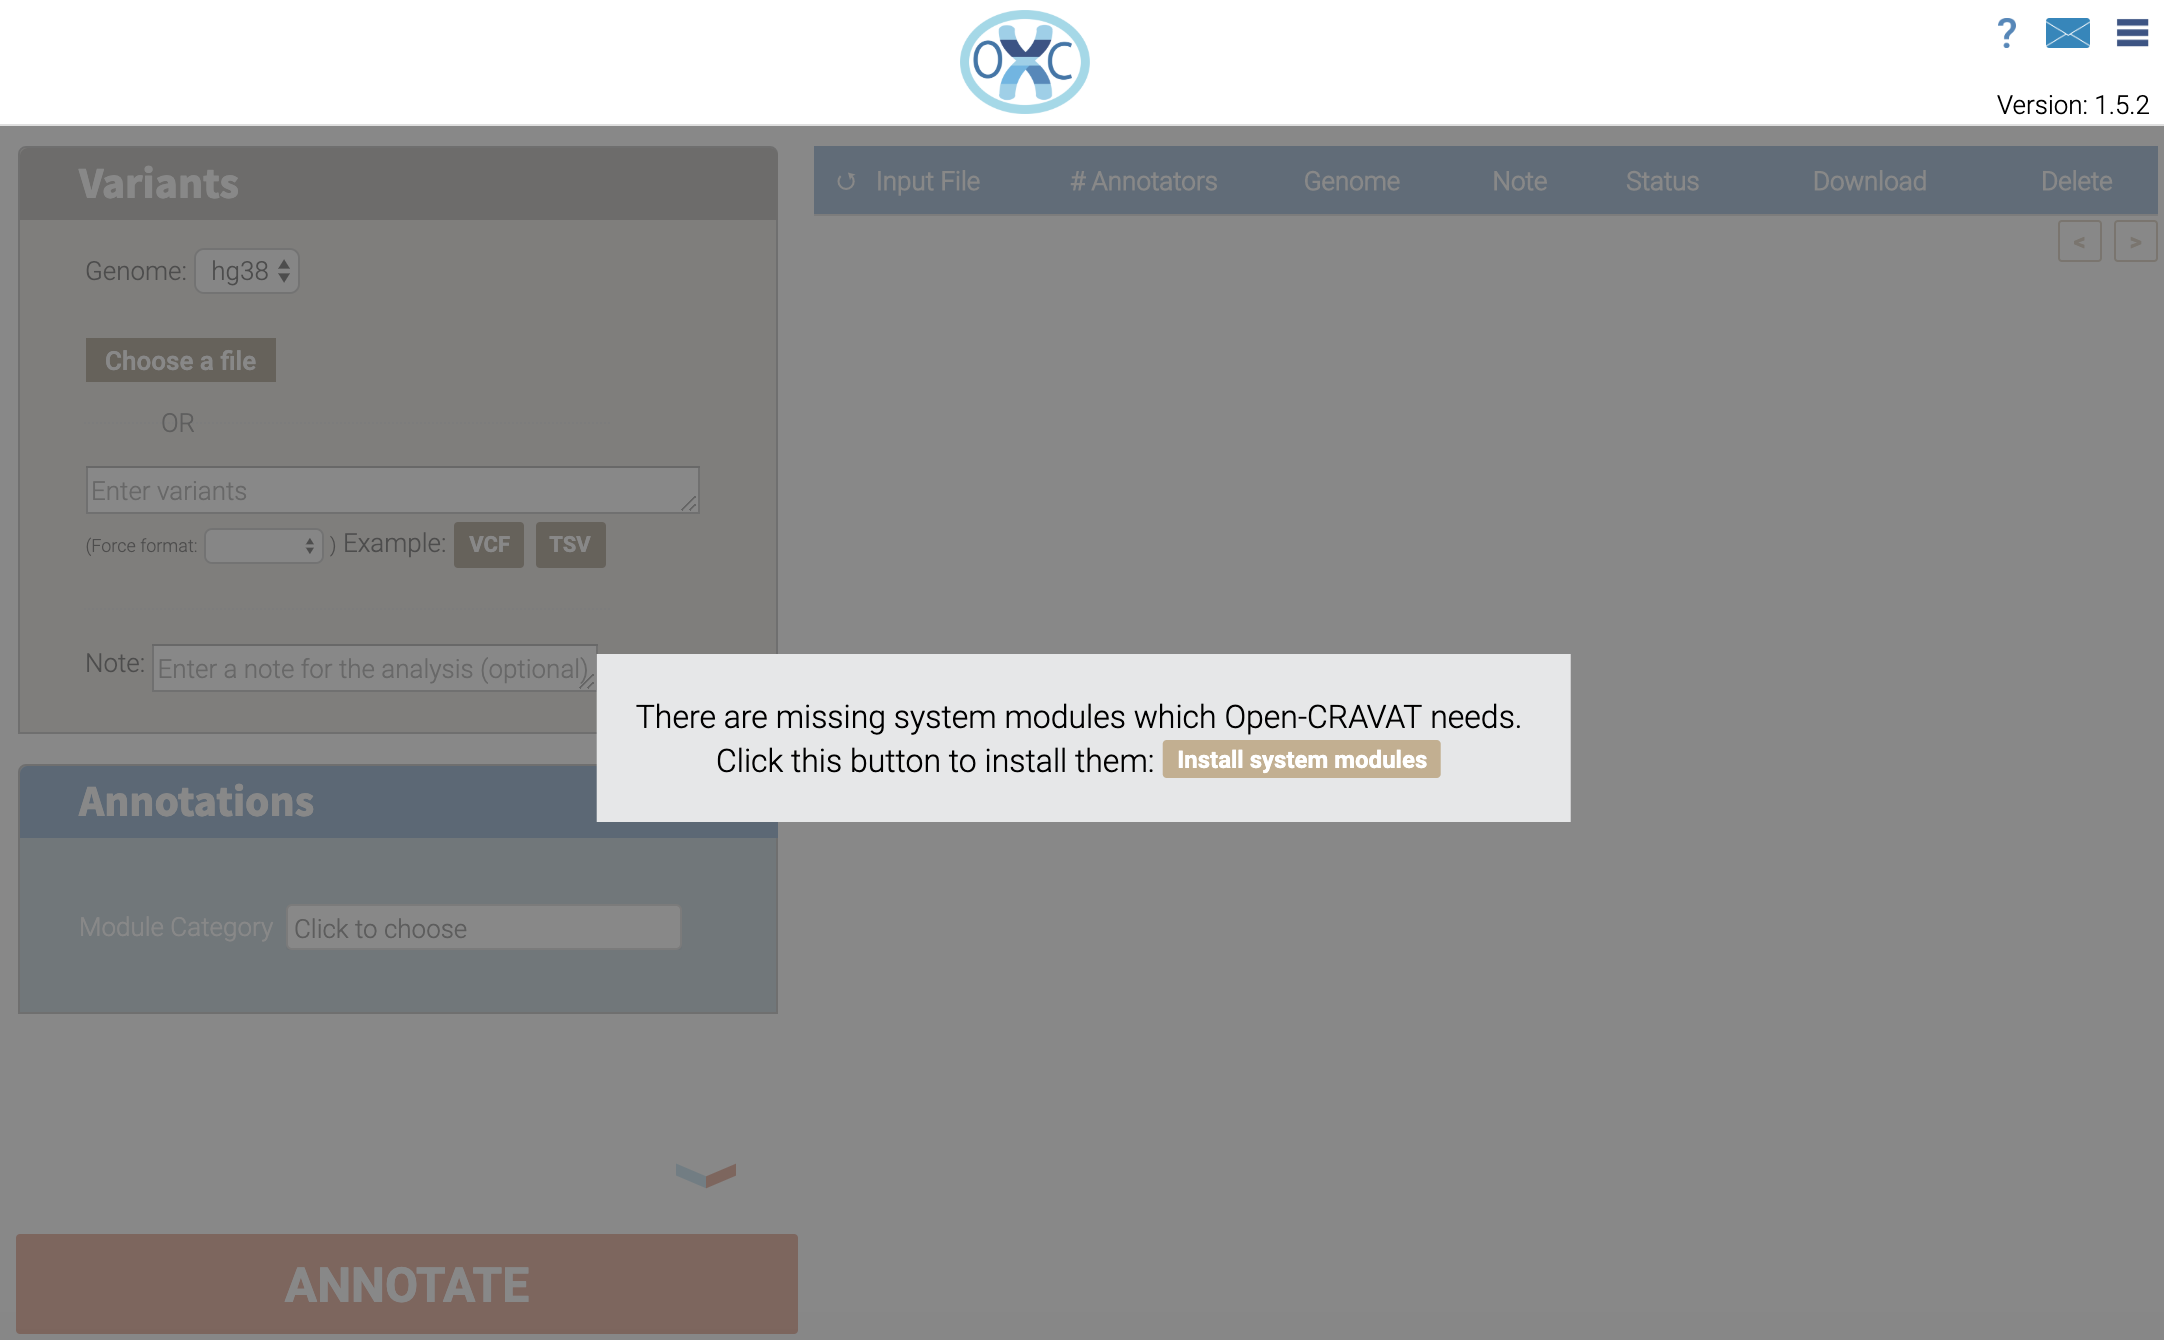 OXC
?
Version: 1.5.2
Variants
Genome: hg38
Choose a file
OR
Enter variants
(Force format: ) Example: VCF TSV
Note: Enter a note for the analysis (optional)
Input File # Annotators Genome Note Status Download Delete
< >
There are missing system modules which Open-CRAVAT needs.
Click this button to install them: Install system modules
Annotations
Module Category Click to choose
ANNOTATE